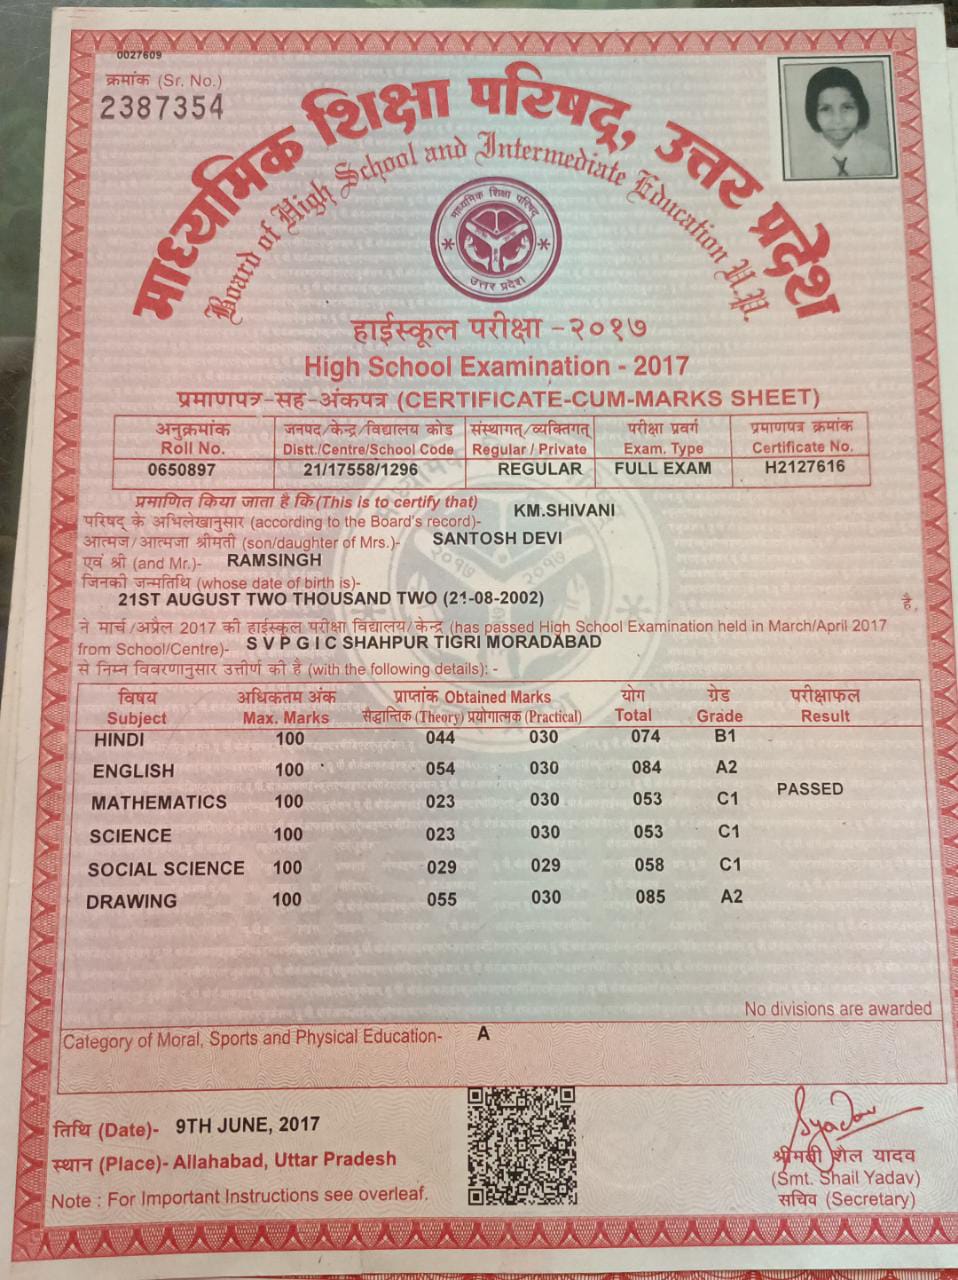 0027609
क्रमांक (Sr. No.)
2387354
माध्यमिक शिक्षा परिषद्, उत्तर प्रदेश
Board of High School and Intermediate Education U.P.
माध्यमिक शिक्षा परिषद्
उत्तर प्रदेश
हाईस्कूल परीक्षा -२०१७
High School Examination - 2017
प्रमाणपत्र-सह-अंकपत्र (CERTIFICATE-CUM-MARKS SHEET)
अनुक्रमांक जनपद/केन्द्र/विद्यालय कोड संस्थागत्/व्यक्तिगत् परीक्षा प्रवर्ग प्रमाणपत्र क्रमांक
Roll No. Distt./Centre/School Code Regular / Private Exam. Type Certificate No.
0650897 21/17558/1296 REGULAR FULL EXAM H2127616
प्रमाणित किया जाता है कि (This is to certify that)
परिषद् के अभिलेखानुसार (according to the Board's record)- KM.SHIVANI
आत्मज/आत्मजा श्रीमती (son/daughter of Mrs.)- SANTOSH DEVI
एवं श्री (and Mr.)- RAMSINGH
जिनकी जन्मतिथि (whose date of birth is)-
21ST AUGUST TWO THOUSAND TWO (21-08-2002) है,
ने मार्च/अप्रैल 2017 की हाईस्कूल परीक्षा विद्यालय/केन्द्र (has passed High School Examination held in March/April 2017
from School/Centre)- S V P G I C SHAHPUR TIGRI MORADABAD
से निम्न विवरणानुसार उत्तीर्ण की है (with the following details): -
विषय अधिकतम अंक प्राप्तांक Obtained Marks योग ग्रेड परीक्षाफल
Subject Max. Marks सैद्धान्तिक (Theory) प्रयोगात्मक (Practical) Total Grade Result
HINDI 100 044 030 074 B1
ENGLISH 100 054 030 084 A2
PASSED
MATHEMATICS 100 023 030 053 C1
SCIENCE 100 023 030 053 C1
SOCIAL SCIENCE 100 029 029 058 C1
DRAWING 100 055 030 085 A2
No divisions are awarded
Category of Moral, Sports and Physical Education- A
तिथि (Date)- 9TH JUNE, 2017
स्थान (Place)- Allahabad, Uttar Pradesh
Note : For Important Instructions see overleaf.
SYadav
श्रीमती शैल यादव
(Smt. Shail Yadav)
सचिव (Secretary)